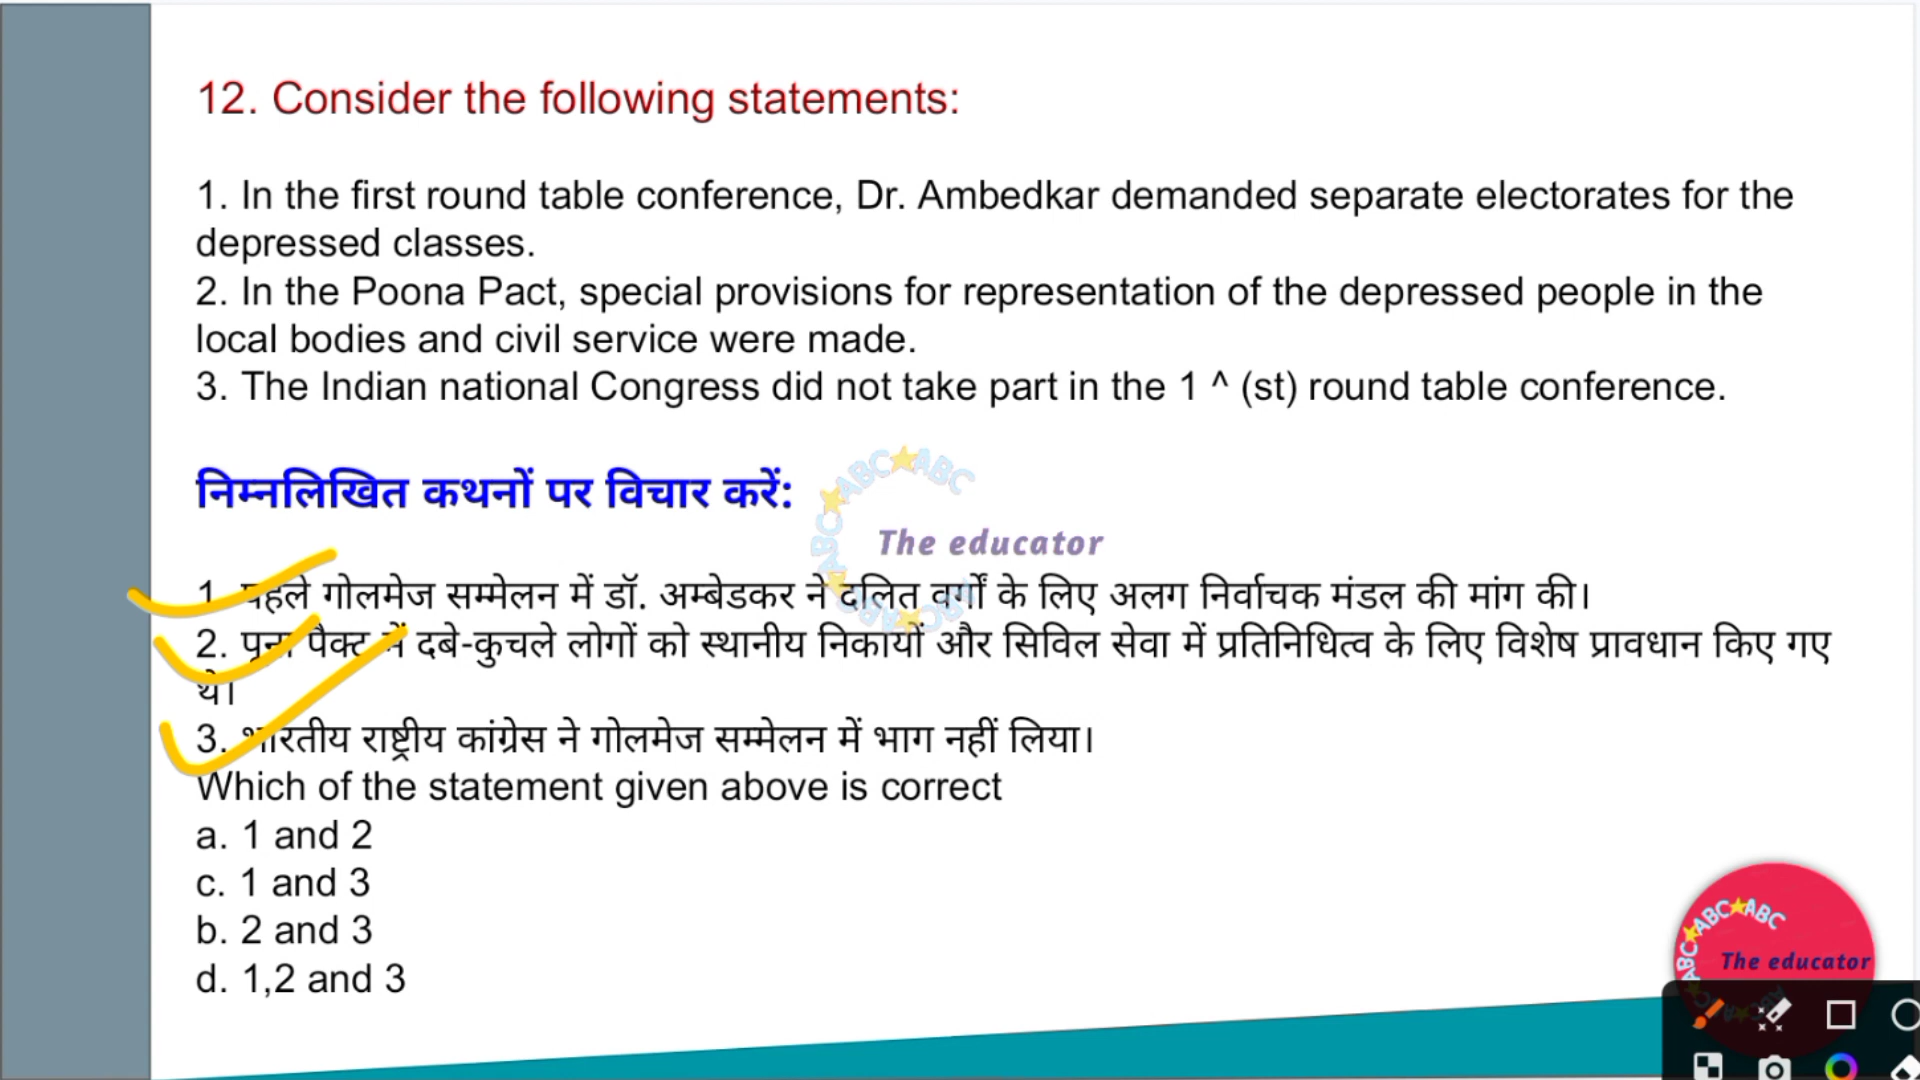 12. Consider the following statements:
1. In the first round table conference, Dr. Ambedkar demanded separate electorates for the
depressed classes.
2. In the Poona Pact, special provisions for representation of the depressed people in the
local bodies and civil service were made.
3. The Indian national Congress did not take part in the 1 ^ (st) round table conference.
निम्नलिखित कथनों पर विचार करें:
ABC★ABC
The educator
1. पहले गोलमेज सम्मेलन में डॉ. अम्बेडकर ने दलित वर्गों के लिए अलग निर्वाचक मंडल की मांग की।
2. पूना पैक्ट में दबे-कुचले लोगों को स्थानीय निकायों और सिविल सेवा में प्रतिनिधित्व के लिए विशेष प्रावधान किए गए
थे।
3. भारतीय राष्ट्रीय कांग्रेस ने गोलमेज सम्मेलन में भाग नहीं लिया।
Which of the statement given above is correct
a. 1 and 2
c. 1 and 3
b. 2 and 3
d. 1,2 and 3
ABC★ABC★ABC
The educator